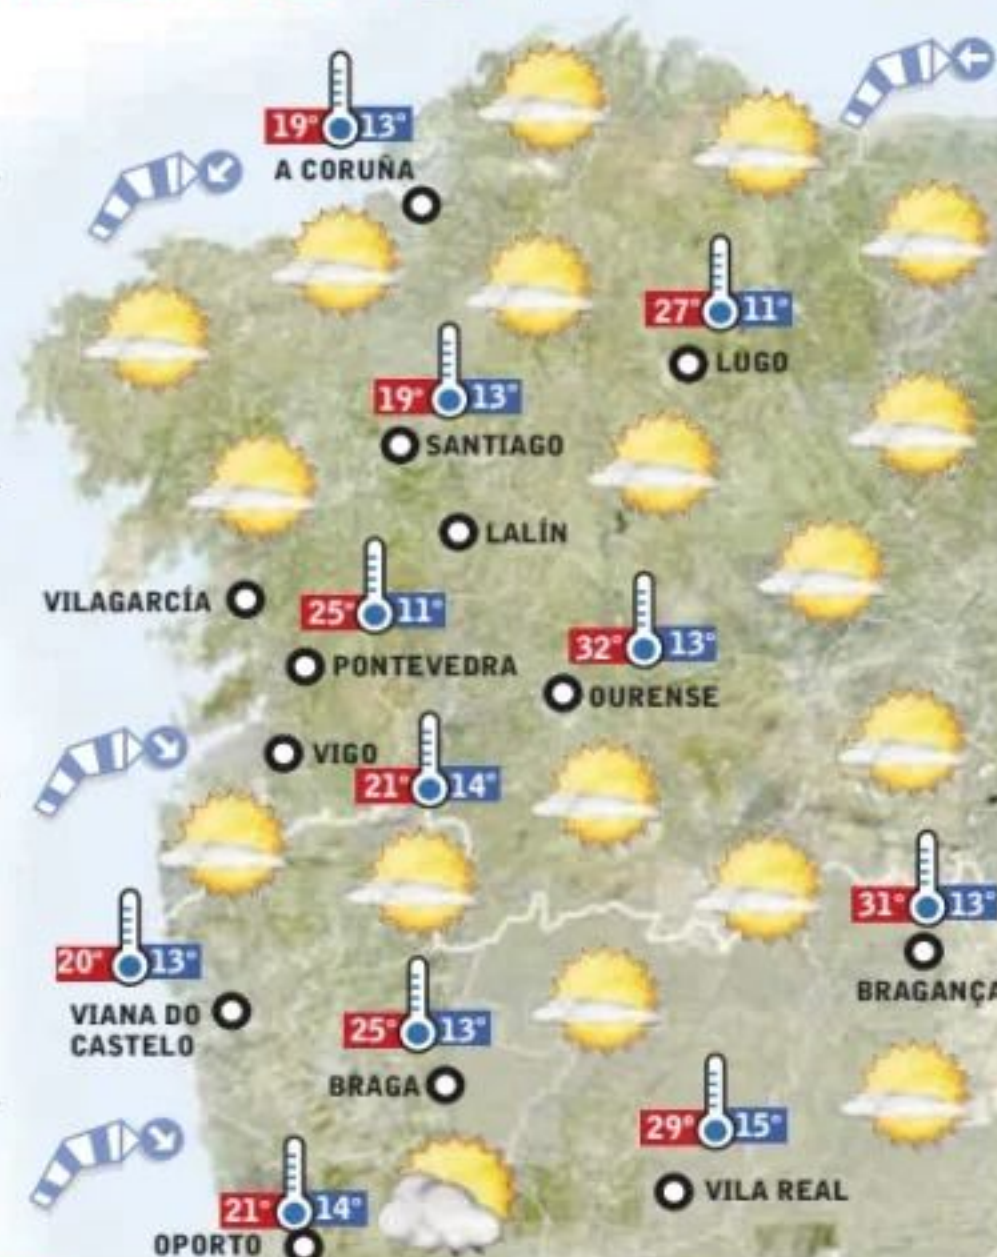 19° 13°
A CORUÑA
27° 11°
LUGO
19° 13°
SANTIAGO
LALÍN
VILAGARCÍA
25° 11°
PONTEVEDRA
32° 13°
OURENSE
VIGO
21° 14°
31° 13°
BRAGANÇA
20° 13°
VIANA DO
CASTELO
25° 13°
BRAGA
29° 15°
VILA REAL
21° 14°
OPORTO